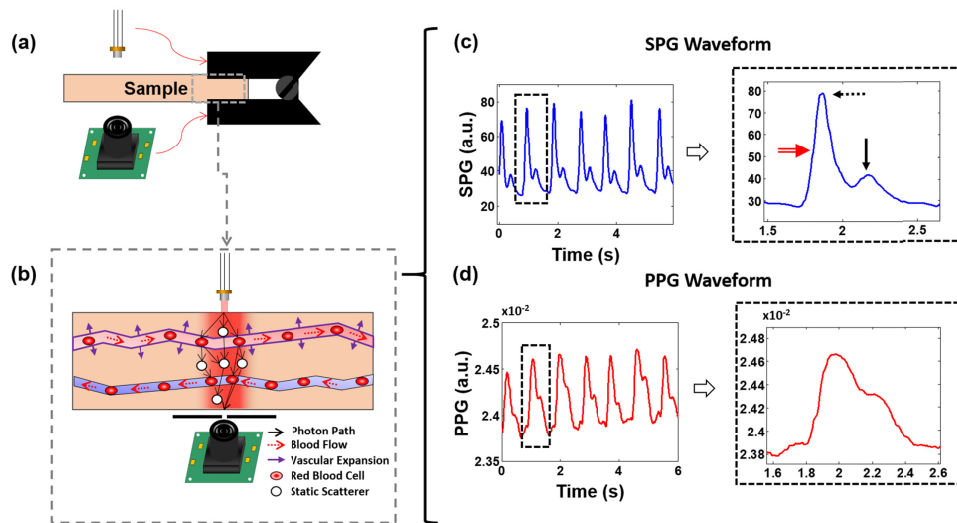 (a)
Sample
(b)
Photon Path
Blood Flow
Vascular Expansion
Red Blood Cell
Static Scatterer
(c)
SPG Waveform
SPG (a.u.)
80
60
40
20
0
2
4
Time (s)
80
70
60
50
40
30
1.5
2
2.5
(d)
PPG Waveform
x10-2
PPG (a.u.)
2.5
2.45
2.4
2.35
0
2
4
6
Time (s)
x10-2
2.48
2.46
2.44
2.42
2.4
2.38
1.6
1.8
2
2.2
2.4
2.6